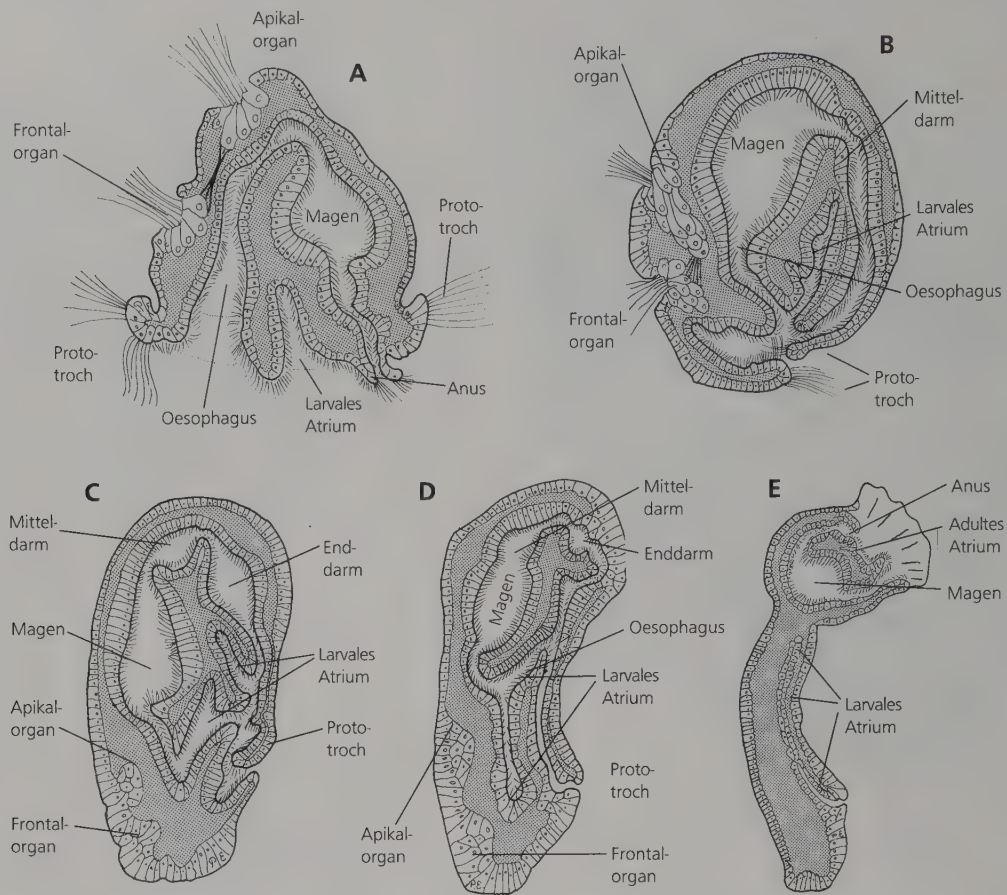 Apikal-
organ
A
Frontal-
organ
Magen
Proto-
troch
Proto-
troch
Oesophagus
Larvales
Atrium
Anus
B
Apikal-
organ
Mittel-
darm
Magen
Larvales
Atrium
Oesophagus
Frontal-
organ
Proto-
troch
C
Mittel-
darm
End-
darm
Magen
Larvales
Atrium
Apikal-
organ
Proto-
troch
Frontal-
organ
PE
D
Mittel-
darm
Enddarm
Magen
Oesophagus
Larvales
Atrium
Proto-
troch
Apikal-
organ
Frontal-
organ
PE
E
Anus
Adultes
Atrium
Magen
Larvales
Atrium